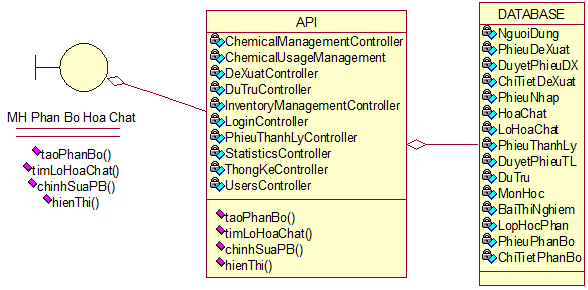 MH Phan Bo Hoa Chat
taoPhanBo()
timLoHoaChat()
chinhSuaPB()
hienThi()
API
ChemicalManagementController
ChemicalUsageManagement
DeXuatController
DuTruController
InventoryManagementController
LoginController
PhieuThanhLyController
StatisticsController
ThongKeController
UsersController
taoPhanBo()
timLoHoaChat()
chinhSuaPB()
hienThi()
DATABASE
NguoiDung
PhieuDeXuat
DuyetPhieuDX
ChiTietDeXuat
PhieuNhap
HoaChat
LoHoaChat
PhieuThanhLy
DuyetPhieuTL
DuTru
MonHoc
BaiThiNghiem
LopHocPhan
PhieuPhanBo
ChiTietPhanBo